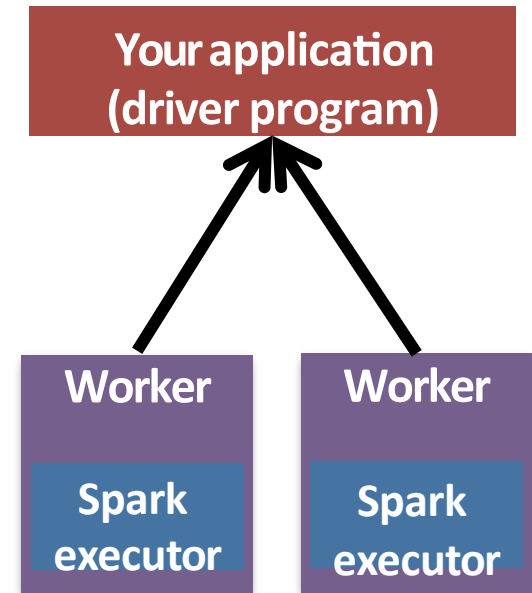 Your application
(driver program)
Worker
Spark
executor
Worker
Spark
executor